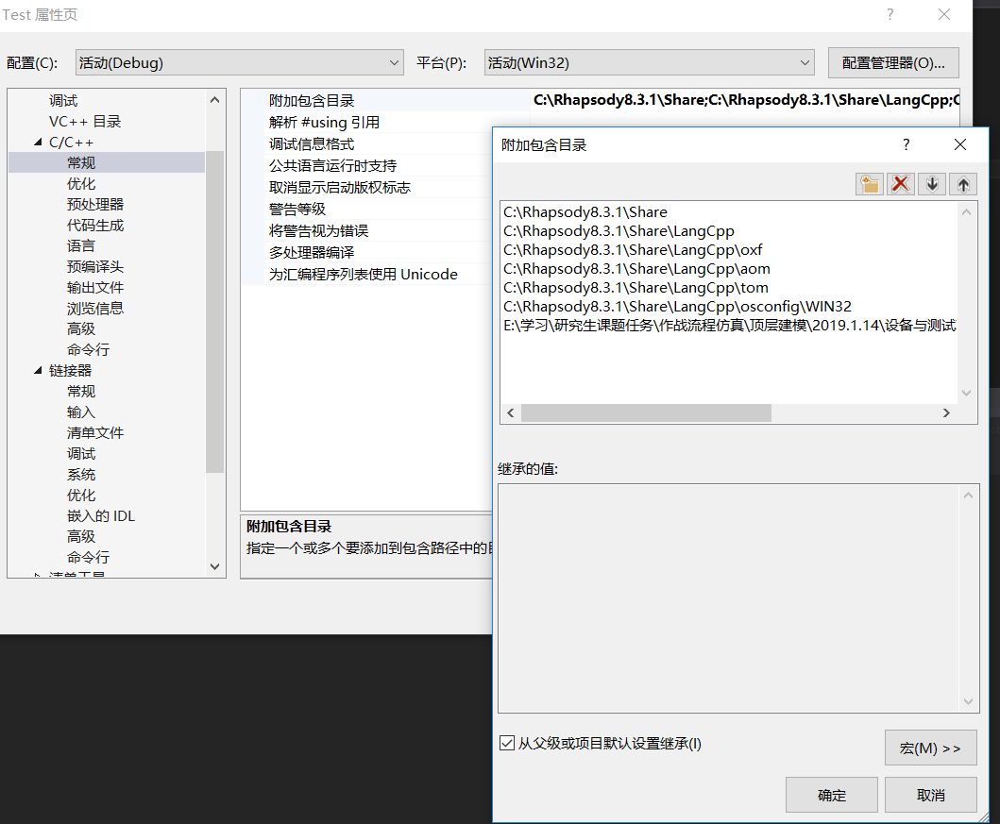 Test 属性页
配置(C): 活动(Debug) 平台(P): 活动(Win32) 配置管理器(O)...
调试
VC++ 目录
C/C++
常规
优化
预处理器
代码生成
语言
预编译头
输出文件
浏览信息
高级
命令行
链接器
常规
输入
清单文件
调试
系统
优化
嵌入的 IDL
高级
命令行
清单工具
附加包含目录 C:\Rhapsody8.3.1\Share;C:\Rhapsody8.3.1\Share\LangCpp;C
解析 #using 引用
调试信息格式
公共语言运行时支持
取消显示启动版权标志
警告等级
将警告视为错误
多处理器编译
为汇编程序列表使用 Unicode
附加包含目录
指定一个或多个要添加到包含路径中的目
附加包含目录
C:\Rhapsody8.3.1\Share
C:\Rhapsody8.3.1\Share\LangCpp
C:\Rhapsody8.3.1\Share\LangCpp\oxf
C:\Rhapsody8.3.1\Share\LangCpp\aom
C:\Rhapsody8.3.1\Share\LangCpp\tom
C:\Rhapsody8.3.1\Share\LangCpp\osconfig\WIN32
E:\学习\研究生课题任务\作战流程仿真\顶层建模\2019.1.14\设备与测试
继承的值:
从父级或项目默认设置继承(I)
宏(M) >>
确定 取消